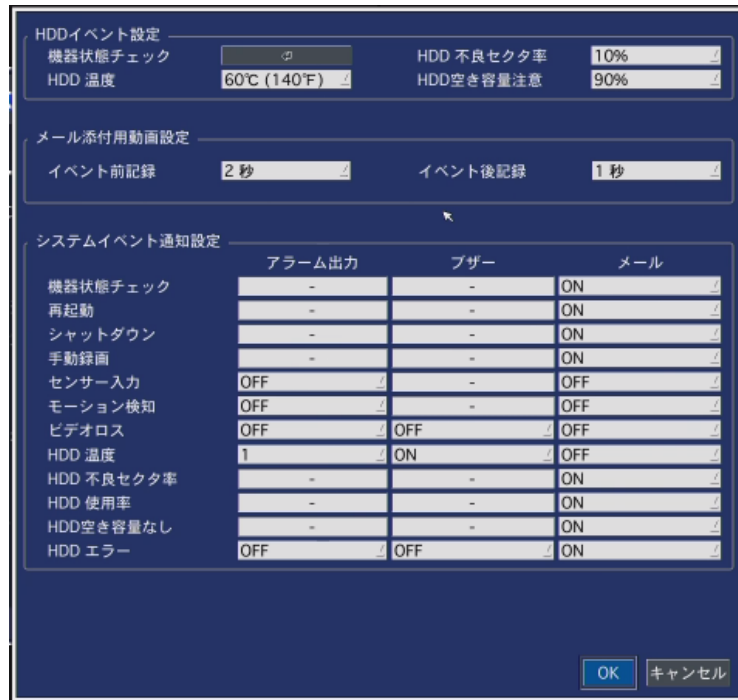 HDDイベント設定
機器状態チェック HDD 不良セクタ率 10%
HDD 温度 60℃ (140°F) HDD空き容量注意 90%
メール添付用動画設定
イベント前記録 2 秒 イベント後記録 1 秒
システムイベント通知設定
アラーム出力 ブザー メール
機器状態チェック - - ON
再起動 - - ON
シャットダウン - - ON
手動録画 - - ON
センサー入力 OFF - OFF
モーション検知 OFF - OFF
ビデオロス OFF OFF OFF
HDD 温度 1 ON OFF
HDD 不良セクタ率 - - ON
HDD 使用率 - - ON
HDD空き容量なし - - ON
HDD エラー OFF OFF ON
OK キャンセル